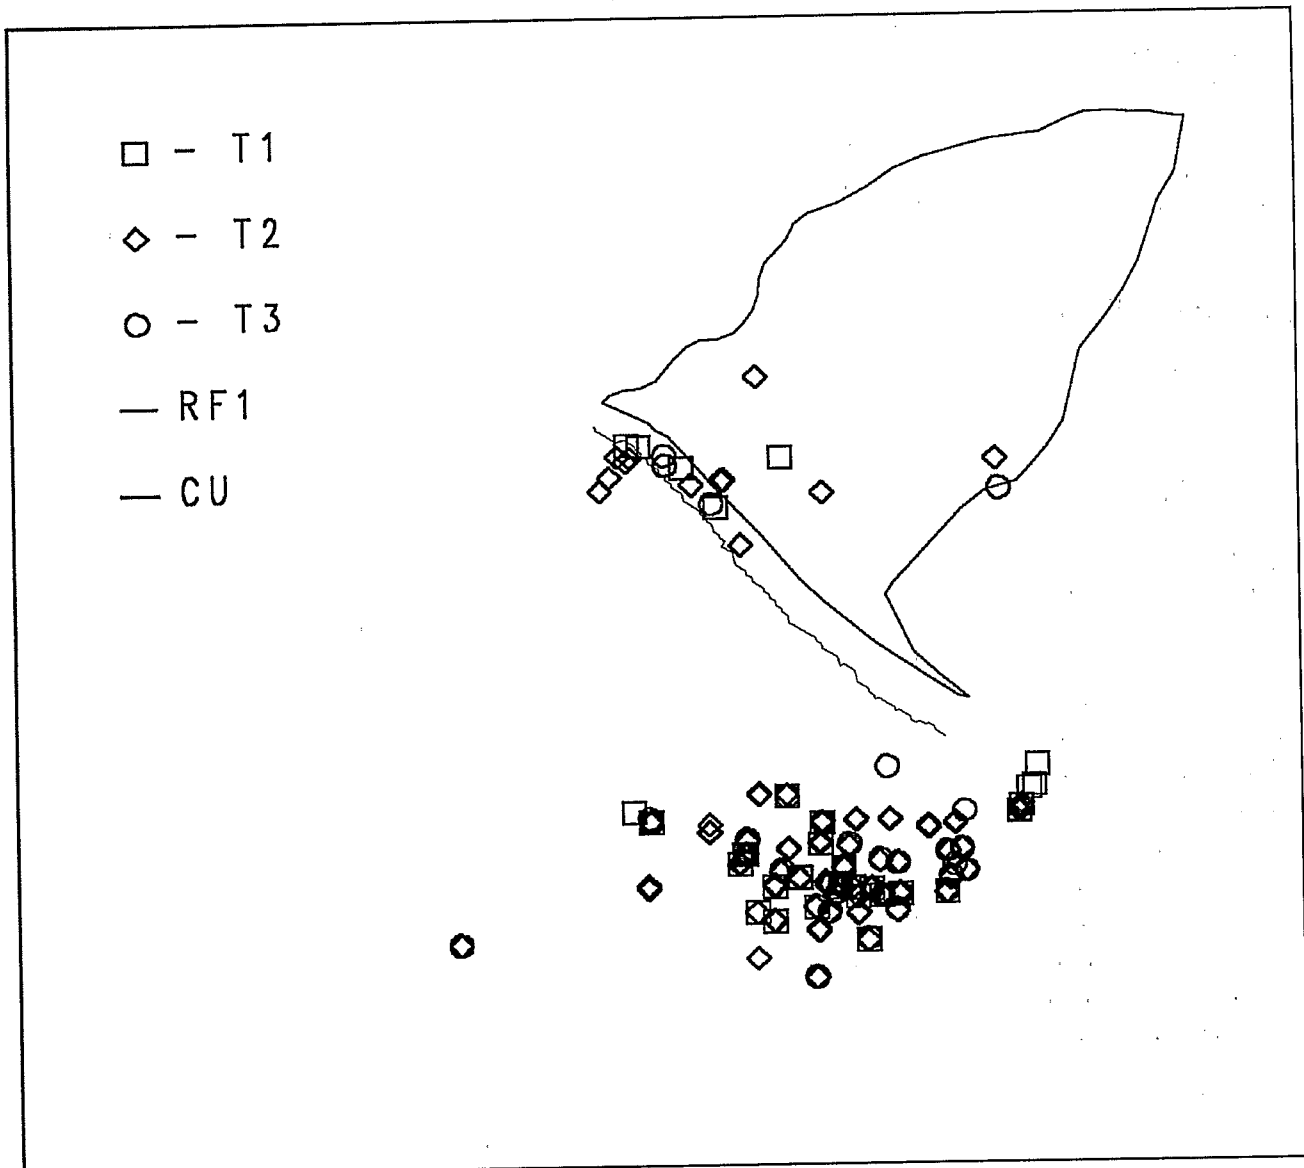 □ - T1
◇ - T2
○ - T3
— RF1
— CU